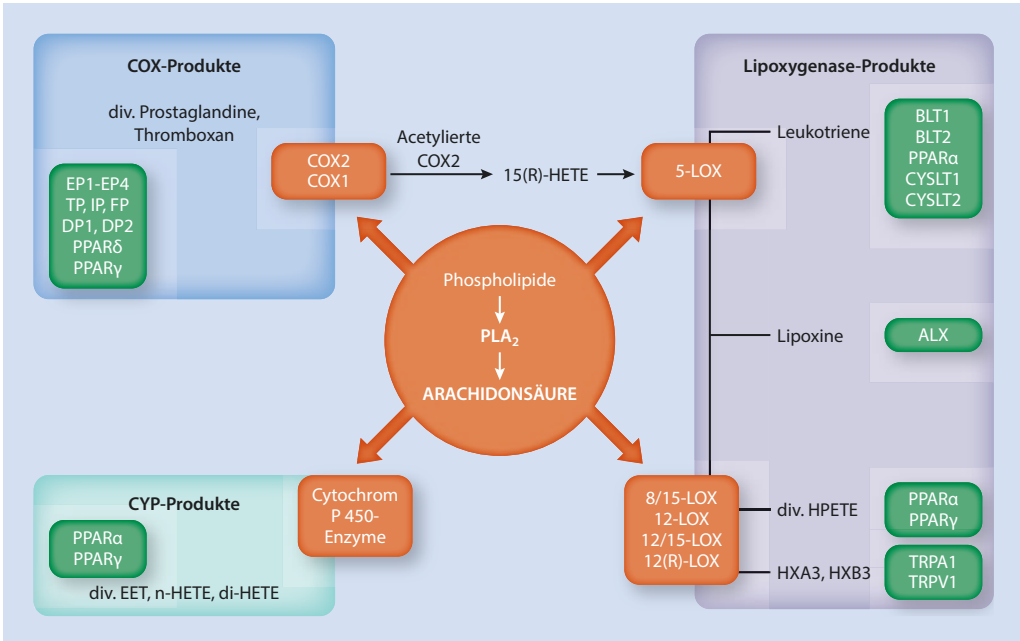 COX-Produkte
div. Prostaglandine,
Thromboxan
EP1-EP4
TP, IP, FP
DP1, DP2
PPARδ
PPARγ
COX2
COX1
Acetylierte
COX2
15(R)-HETE
5-LOX
Lipoxygenase-Produkte
Leukotriene
BLT1
BLT2
PPARα
CYSLT1
CYSLT2
Phospholipide
PLA₂
ARACHIDONSÄURE
Lipoxine
ALX
CYP-Produkte
PPARα
PPARγ
div. EET, n-HETE, di-HETE
Cytochrom
P 450-
Enzyme
8/15-LOX
12-LOX
12/15-LOX
12(R)-LOX
div. HPETE
PPARα
PPARγ
HXA3, HXB3
TRPA1
TRPV1